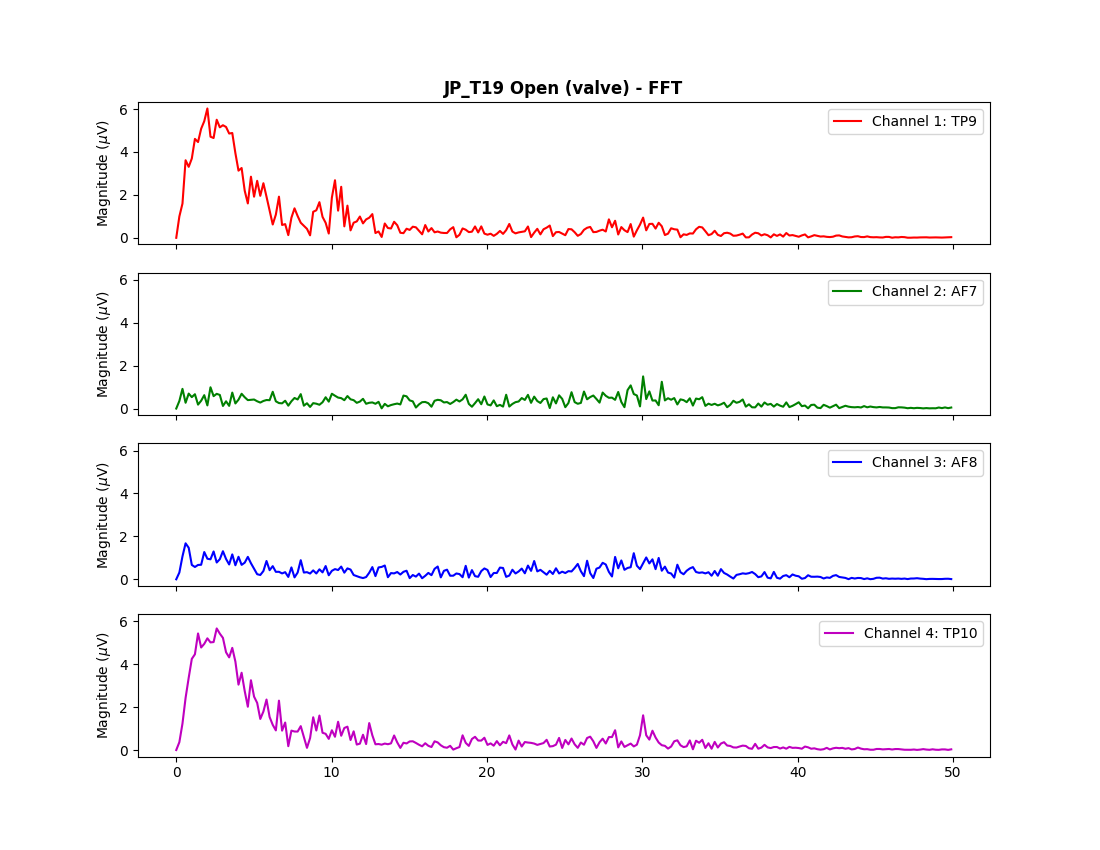 JP_T19 Open (valve) - FFT
Magnitude (μV)
6
4
2
0
Channel 1: TP9
Magnitude (μV)
6
4
2
0
Channel 2: AF7
Magnitude (μV)
6
4
2
0
Channel 3: AF8
Magnitude (μV)
6
4
2
0
Channel 4: TP10
0 10 20 30 40 50